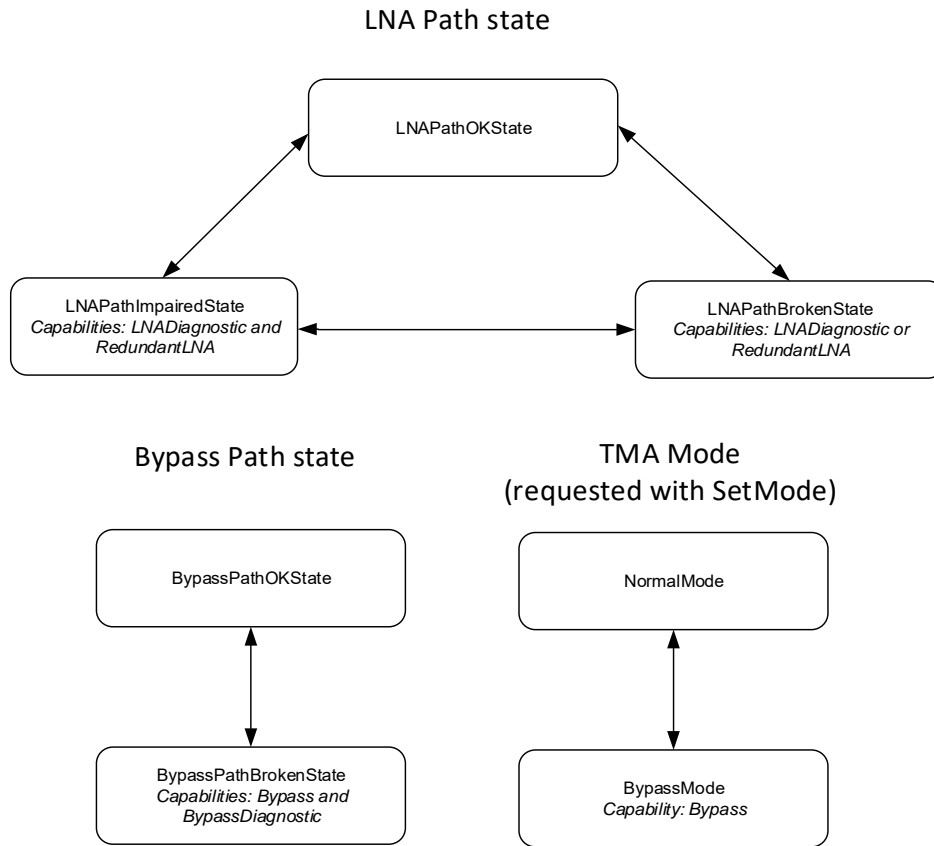 LNA Path state
LNAPathOKState
LNAPathImpairedState
Capabilities: LNADiagnostic and
RedundantLNA
LNAPathBrokenState
Capabilities: LNADiagnostic or
RedundantLNA
Bypass Path state
BypassPathOKState
BypassPathBrokenState
Capabilities: Bypass and
BypassDiagnostic
TMA Mode
(requested with SetMode)
NormalMode
BypassMode
Capability: Bypass